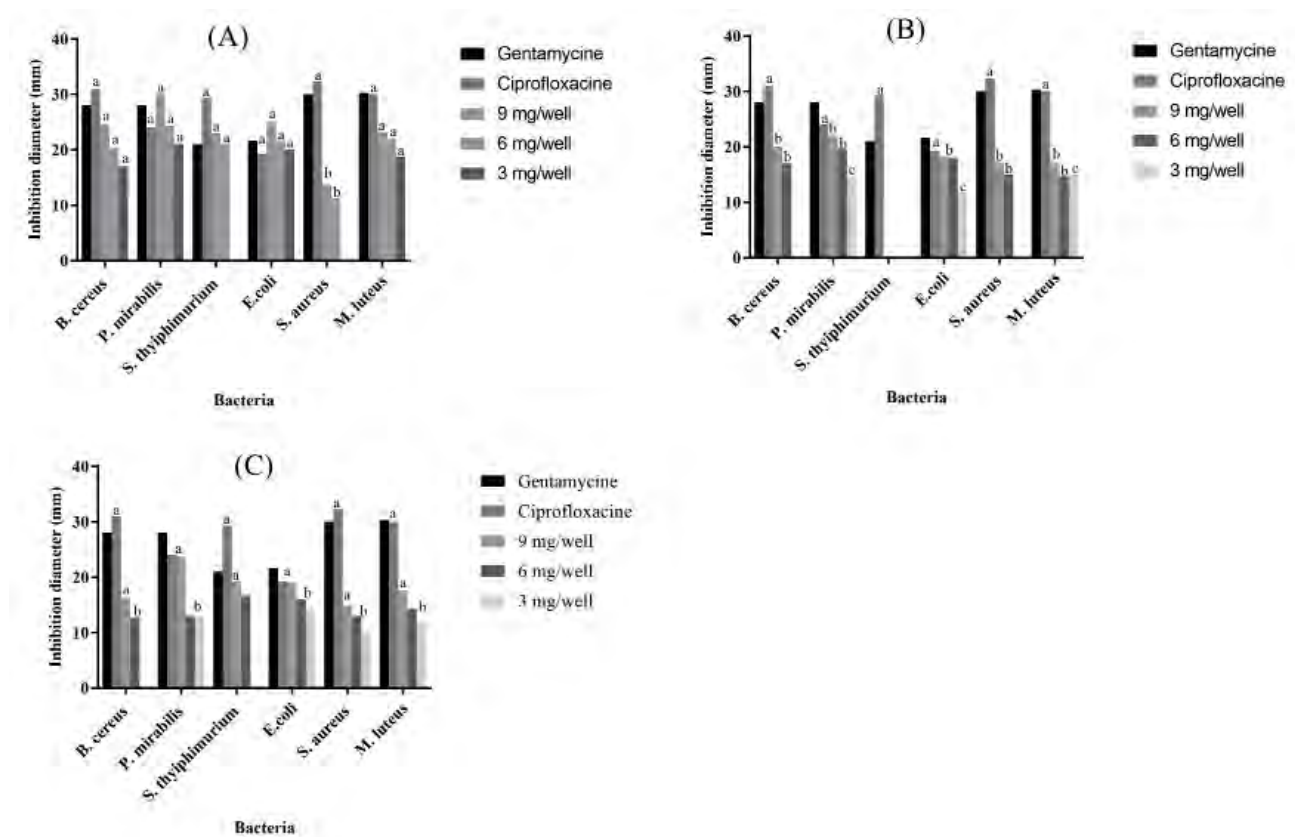 (A)
40
30
20
10
0
Inhibition diameter (mm)
a a a a a a a a a a a a a a a a a b b a a a a
B. cereus
P. mirabilis
S. thyiphimurium
E.coli
S. aureus
M. luteus
Bacteria
Gentamycine
Ciprofloxacine
9 mg/well
6 mg/well
3 mg/well
(B)
40
30
20
10
0
Inhibition diameter (mm)
a b b a b b c a a b b c a b b a b b c
B. cereus
P. mirabilis
S. thyiphimurium
E.coli
S. aureus
M. luteus
Bacteria
Gentamycine
Ciprofloxacine
9 mg/well
6 mg/well
3 mg/well
(C)
40
30
20
10
0
Inhibition diameter (mm)
a a b a b a a a b a a b a a b
B. cereus
P. mirabilis
S. thyiphimurium
E.coli
S. aureus
M. luteus
Bacteria
Gentamycine
Ciprofloxacine
9 mg/well
6 mg/well
3 mg/well